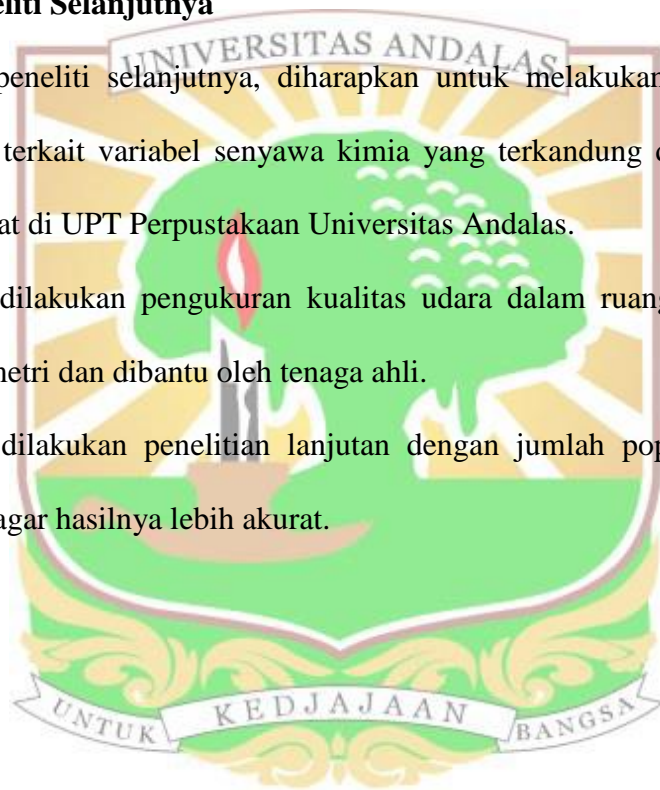 eliti Selanjutnya
UNIVERSITAS ANDALAS
peneliti selanjutnya, diharapkan untuk melakukan
terkait variabel senyawa kimia yang terkandung
at di UPT Perpustakaan Universitas Andalas.
dilakukan pengukuran kualitas udara dalam ruang
netri dan dibantu oleh tenaga ahli.
dilakukan penelitian lanjutan dengan jumlah pop
agar hasilnya lebih akurat.
UNTUK KEDJAJAAN BANGSA